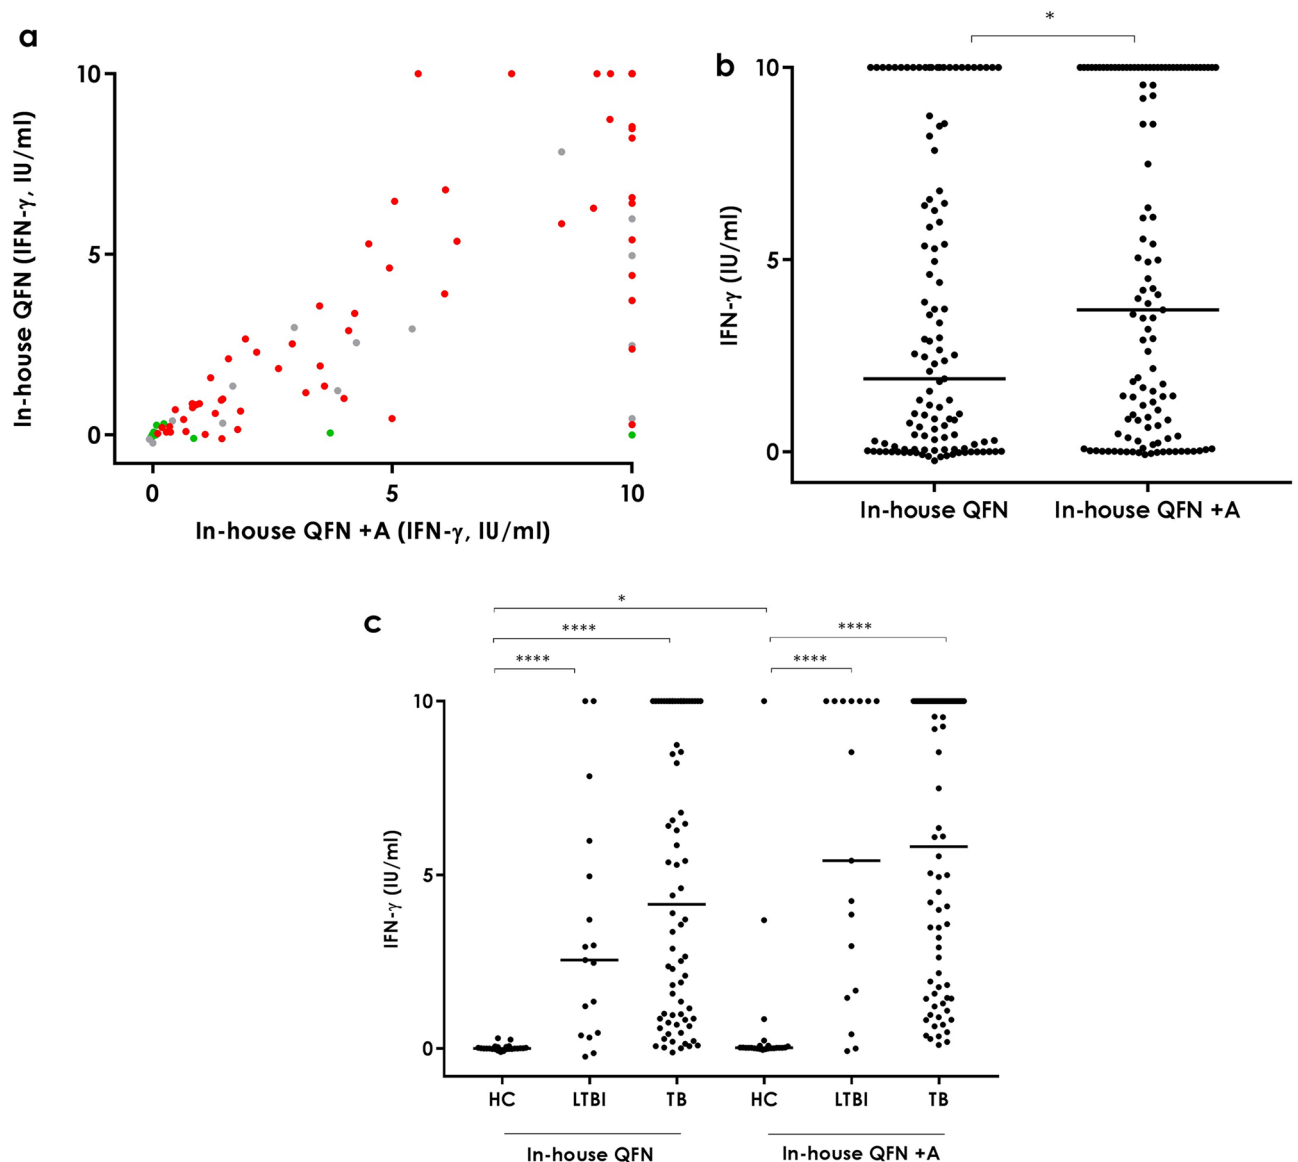 a
In-house QFN (IFN-γ, IU/ml)
10
5
0
0 5 10
In-house QFN +A (IFN-γ, IU/ml)
b
*
IFN-γ (IU/ml)
10
5
0
In-house QFN In-house QFN +A
c
*
**** ****
**** ****
IFN-γ (IU/ml)
10
5
0
HC LTBI TB HC LTBI TB
In-house QFN In-house QFN +A